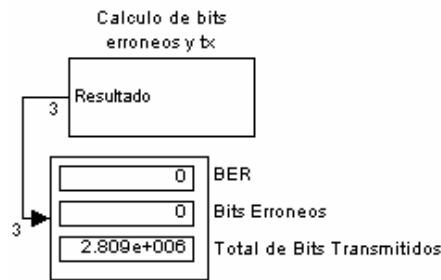 Calculo de bits
erroneos y tx
Resultado
3
3
0 BER
0 Bits Erroneos
2.809e+006 Total de Bits Transmitidos